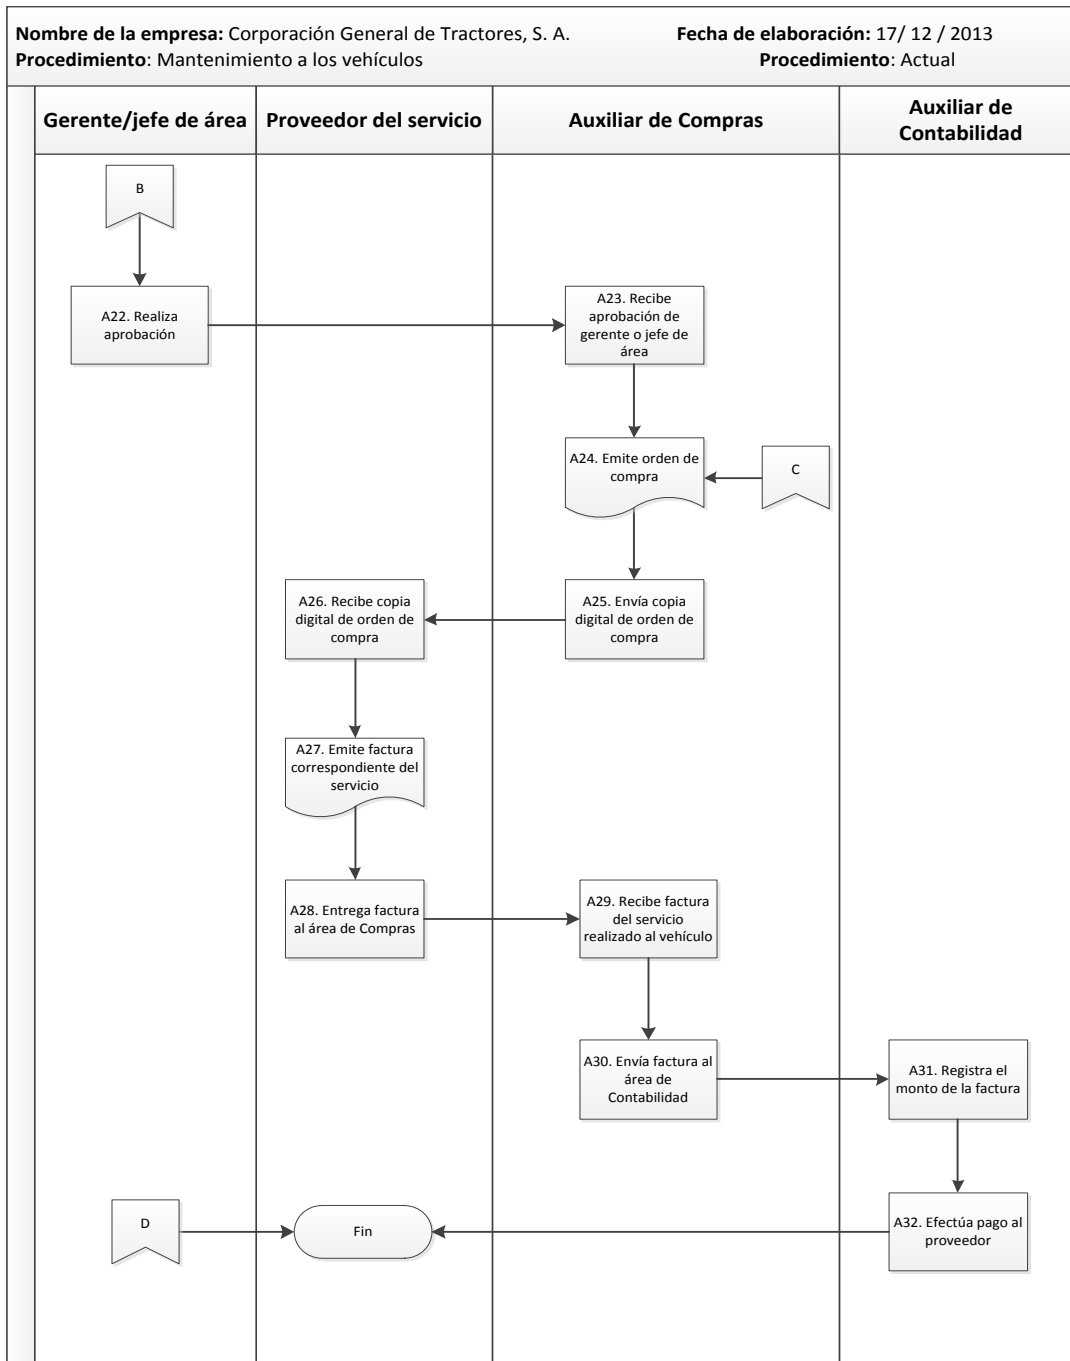 Nombre de la empresa: Corporación General de Tractores, S. A. Fecha de elaboración: 17/ 12 / 2013
Procedimiento: Mantenimiento a los vehículos Procedimiento: Actual
Gerente/jefe de área
Proveedor del servicio
Auxiliar de Compras
Auxiliar de
Contabilidad
B
A22. Realiza
aprobación
A23. Recibe
aprobación de
gerente o jefe de
área
A24. Emite orden de
compra
C
A25. Envía copia
digital de orden de
compra
A26. Recibe copia
digital de orden de
compra
A27. Emite factura
correspondiente del
servicio
A28. Entrega factura
al área de Compras
A29. Recibe factura
del servicio
realizado al vehículo
A30. Envía factura al
área de
Contabilidad
A31. Registra el
monto de la factura
A32. Efectúa pago al
proveedor
D
Fin